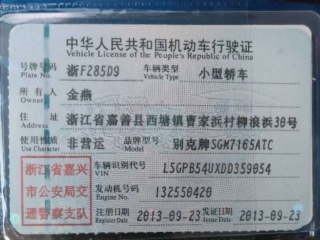 中华人民共和国机动车行驶证
Vehicle License of the People's Republic of China
号牌号码 浙F285D9 车辆类型 小型轿车
Plate No. Vehicle Type
所有人 金燕
Owner
住址 浙江省嘉善县西塘镇曹家浜村柳浪浜30号
Address
使用性质 非营运 品牌型号 别克牌SGM7165ATC
Use Character Model
浙江省嘉兴 车辆识别代号 LSGPB54UXDD359054
VIN
市公安局交 发动机号码 132550420
Engine No.
通警察支队 注册日期 2013-09-23 发证日期 2013-09-23
Register Date Issue Date